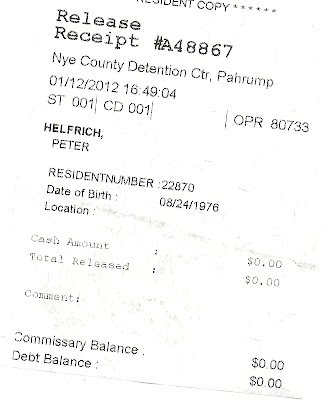 RESIDENT COPY * * * * * *
Release
Receipt #A48867
Nye County Detention Ctr, Pahrump
01/12/2012 16:49:04
ST 001| CD 001| | OPR 80733
HELFRICH,
PETER
RESIDENTNUMBER :22870
Date of Birth : 08/24/1976
Location :
Cash Amount : $0.00
Total Released : $0.00
Comment:
Commissary Balance : $0.00
Debt Balance : $0.00